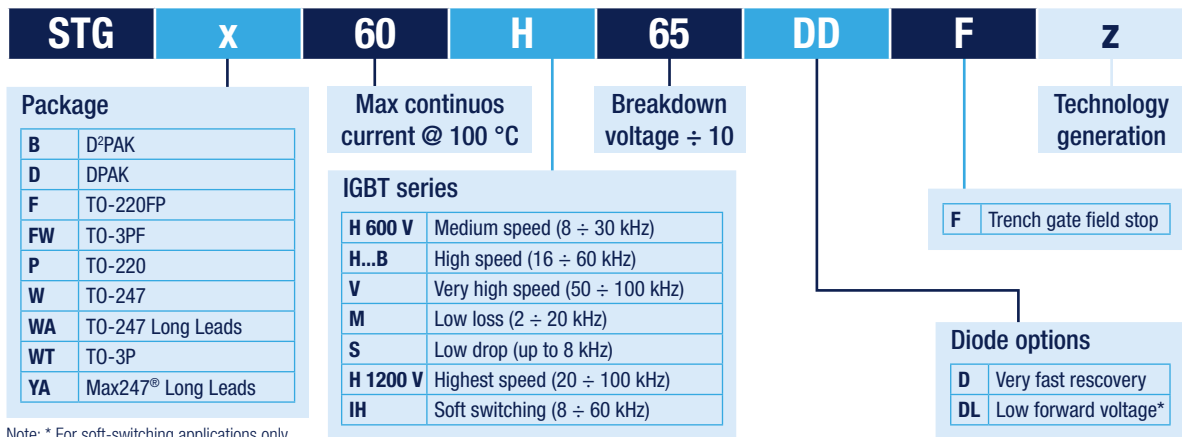 STG x 60 H 65 DD F z
Package
B D²PAK
D DPAK
F TO-220FP
FW TO-3PF
P TO-220
W TO-247
WA TO-247 Long Leads
WT TO-3P
YA Max247® Long Leads
Note: * For soft-switching applications only
Max continuos
current @ 100 °C
IGBT series
H 600 V Medium speed (8 ÷ 30 kHz)
H...B High speed (16 ÷ 60 kHz)
V Very high speed (50 ÷ 100 kHz)
M Low loss (2 ÷ 20 kHz)
S Low drop (up to 8 kHz)
H 1200 V Highest speed (20 ÷ 100 kHz)
IH Soft switching (8 ÷ 60 kHz)
Breakdown
voltage ÷ 10
Technology
generation
F Trench gate field stop
Diode options
D Very fast rescovery
DL Low forward voltage*